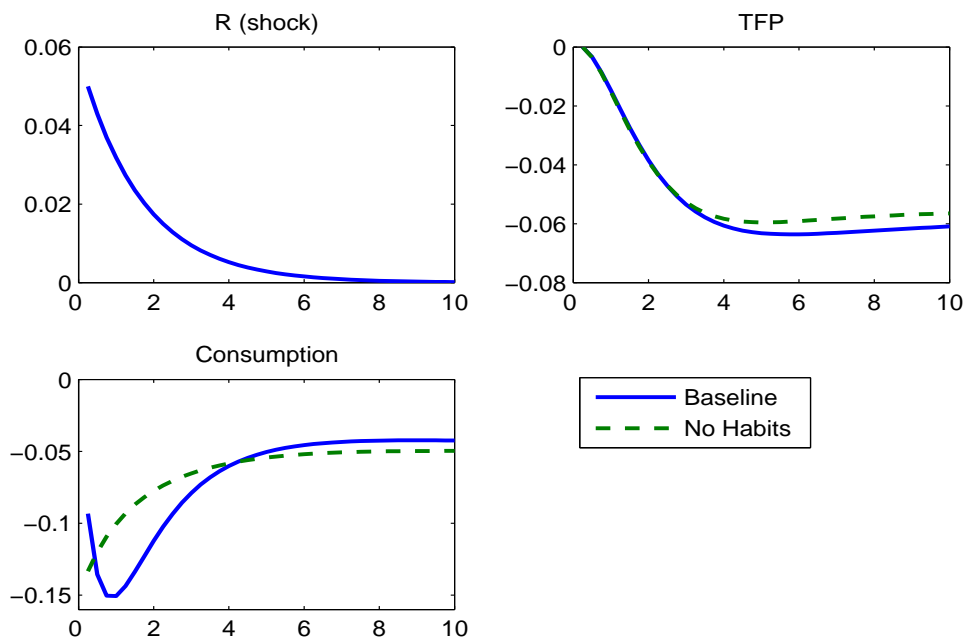 R (shock)
0.06
0.04
0.02
0
0 2 4 6 8 10
TFP
0
−0.02
−0.04
−0.06
−0.08
0 2 4 6 8 10
Consumption
0
−0.05
−0.1
−0.15
0 2 4 6 8 10
Baseline
No Habits